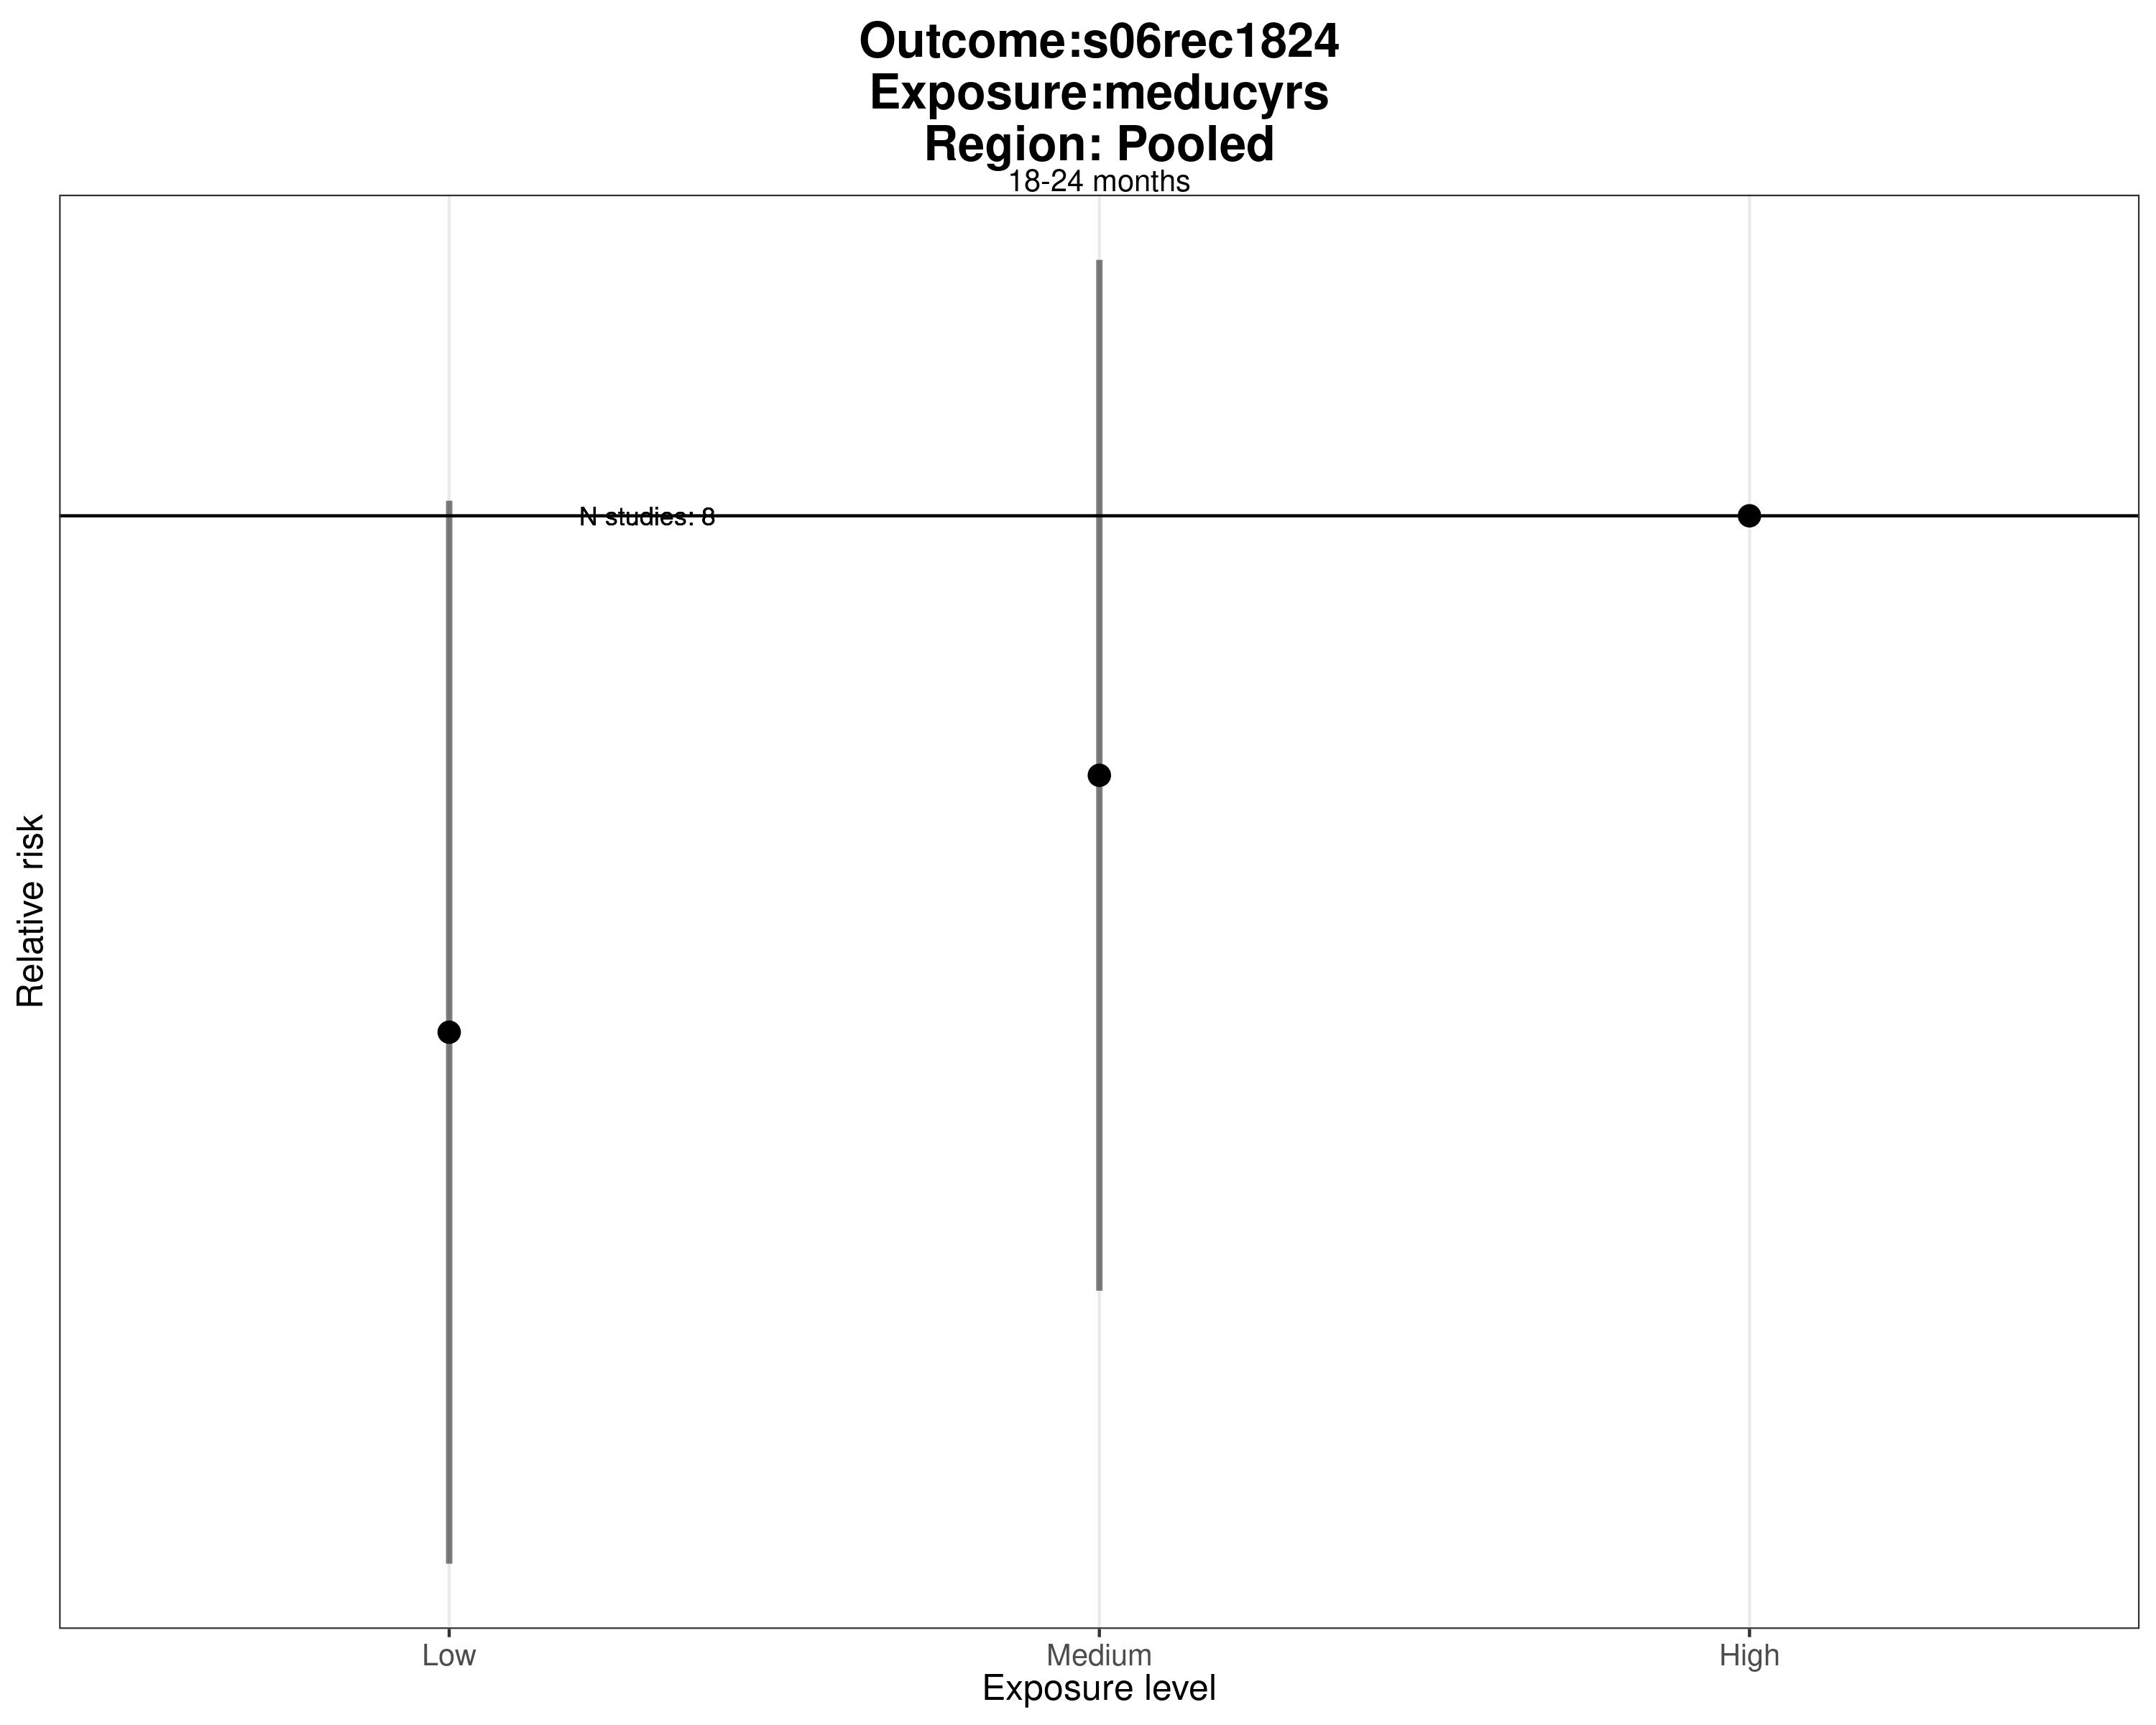 Outcome:s06rec1824
Exposure:meducyrs
Region: Pooled
18-24 months
N studies: 8
Relative risk
Low
Medium
High
Exposure level